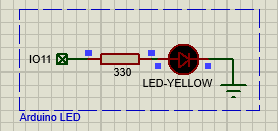 IO11
330
LED-YELLOW
Arduino LED